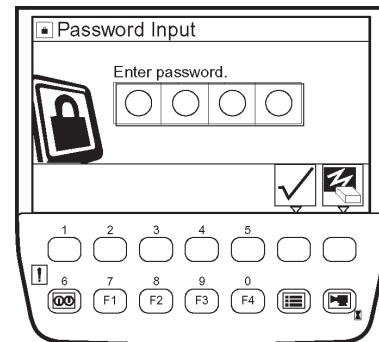 Password Input
Enter password.
1 2 3 4 5
6 7 8 9 0
F1 F2 F3 F4